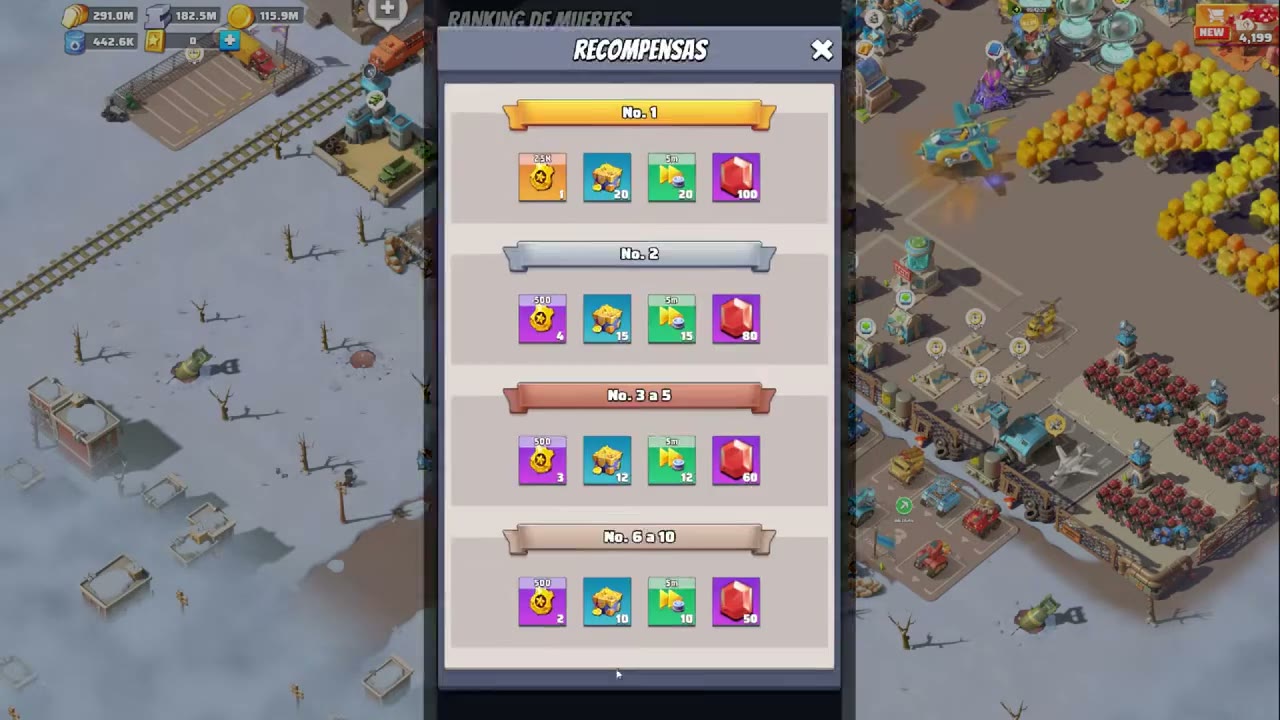 291.0M 182.5M 115.9M
442.6K 0
RANKING DE MUERTES
RECOMPENSAS
NEW 4,199
No. 1
1 20 5m 20 100
No. 2
500 4 15 5m 15 80
No. 3 a 5
500 3 12 5m 12 60
No. 6 a 10
500 2 10 5m 10 50